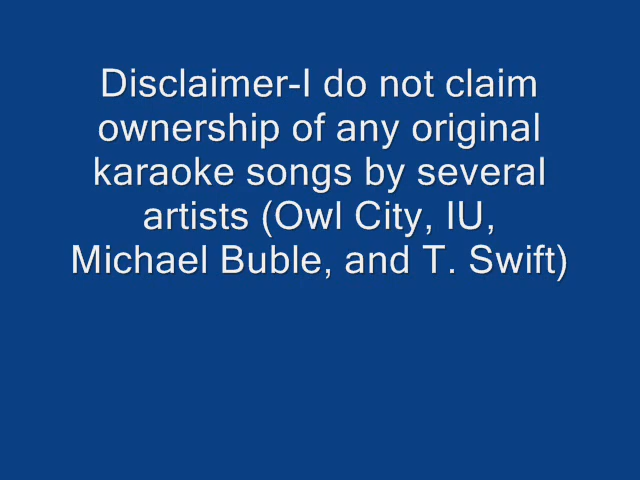 Disclaimer-I do not claim
ownership of any original
karaoke songs by several
artists (Owl City, IU,
Michael Buble, and T. Swift)